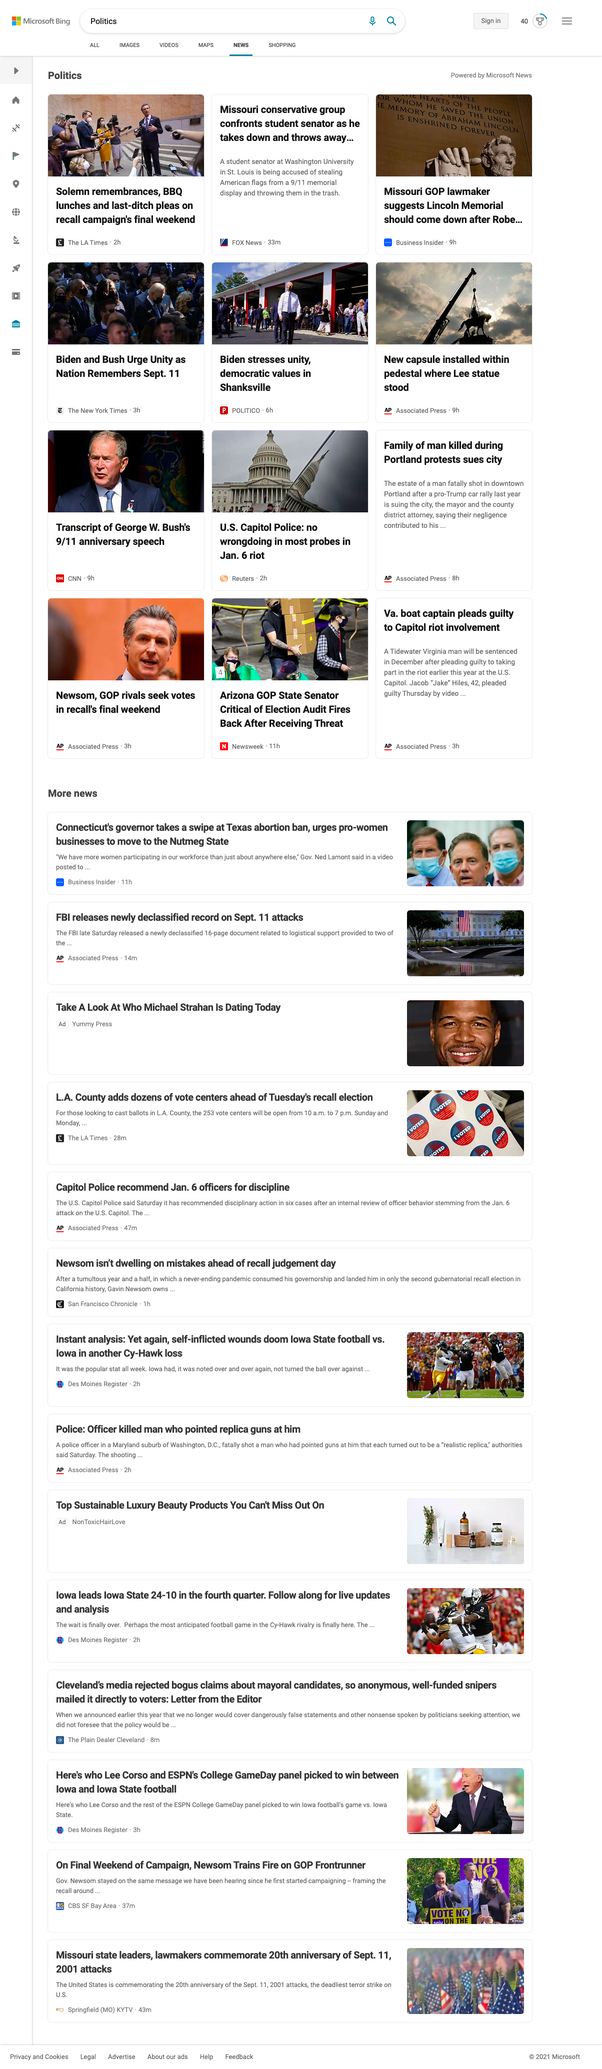 Microsoft Bing
Politics
Sign in
40
ALL IMAGES VIDEOS MAPS NEWS SHOPPING
Politics
Powered by Microsoft News
Solemn remembrances, BBQ
lunches and last-ditch pleas on
recall campaign's final weekend
The LA Times · 2h
Missouri conservative group
confronts student senator as he
takes down and throws away...
A student senator at Washington University
in St. Louis is being accused of stealing
American flags from a 9/11 memorial
display and throwing them in the trash.
FOX News · 33m
HEARTS OF THE PEOPLE
FOR WHOM HE SAVED THE UNION
IS ENSHRINED FOREVER
Missouri GOP lawmaker
suggests Lincoln Memorial
should come down after Robe...
Business Insider · 9h
Biden and Bush Urge Unity as
Nation Remembers Sept. 11
The New York Times · 3h
Biden stresses unity,
democratic values in
Shanksville
POLITICO · 6h
New capsule installed within
pedestal where Lee statue
stood
AP Associated Press · 9h
Transcript of George W. Bush's
9/11 anniversary speech
CNN · 9h
U.S. Capitol Police: no
wrongdoing in most probes in
Jan. 6 riot
Reuters · 2h
Family of man killed during
Portland protests sues city
The estate of a man fatally shot in downtown
Portland after a pro-Trump car rally last year
is suing the city, the mayor and the county
district attorney, saying their negligence
contributed to his ...
AP Associated Press · 8h
Newsom, GOP rivals seek votes
in recall's final weekend
AP Associated Press · 3h
4
Arizona GOP State Senator
Critical of Election Audit Fires
Back After Receiving Threat
N Newsweek · 11h
Va. boat captain pleads guilty
to Capitol riot involvement
A Tidewater Virginia man will be sentenced
in December after pleading guilty to taking
part in the riot earlier this year at the U.S.
Capitol. Jacob "Jake" Hiles, 42, pleaded
guilty Thursday by video ...
AP Associated Press · 3h
More news
Connecticut's governor takes a swipe at Texas abortion ban, urges pro-women
businesses to move to the Nutmeg State
"We have more women participating in our workforce than just about anywhere else," Gov. Ned Lamont said in a video
posted to ...
Business Insider · 11h
FBI releases newly declassified record on Sept. 11 attacks
The FBI late Saturday released a newly declassified 16-page document related to logistical support provided to two of
the ...
AP Associated Press · 14m
Take A Look At Who Michael Strahan Is Dating Today
Ad Yummy Press
L.A. County adds dozens of vote centers ahead of Tuesday's recall election
For those looking to cast ballots in L.A. County, the 253 vote centers will be open from 10 a.m. to 7 p.m. Sunday and
Monday, ...
The LA Times · 28m
I VOTED
Capitol Police recommend Jan. 6 officers for discipline
The U.S. Capitol Police said Saturday it has recommended disciplinary action in six cases after an internal review of officer behavior stemming from the Jan. 6
attack on the U.S. Capitol. The ...
AP Associated Press · 47m
Newsom isn't dwelling on mistakes ahead of recall judgement day
After a tumultuous year and a half, in which a never-ending pandemic consumed his governorship and landed him in only the second gubernatorial recall election in
California history, Gavin Newsom owns ...
San Francisco Chronicle · 1h
Instant analysis: Yet again, self-inflicted wounds doom Iowa State football vs.
Iowa in another Cy-Hawk loss
It was the popular stat all week. Iowa had, it was noted over and over again, not turned the ball over against ...
Des Moines Register · 2h
Police: Officer killed man who pointed replica guns at him
A police officer in a Maryland suburb of Washington, D.C., fatally shot a man who had pointed guns at him that each turned out to be a "realistic replica," authorities
said Saturday. The shooting ...
AP Associated Press · 2h
Top Sustainable Luxury Beauty Products You Can't Miss Out On
Ad NonToxicHairLove
Iowa leads Iowa State 24-10 in the fourth quarter. Follow along for live updates
and analysis
The wait is finally over. Perhaps the most anticipated football game in the Cy-Hawk rivalry is finally here. The ...
Des Moines Register · 2h
Cleveland's media rejected bogus claims about mayoral candidates, so anonymous, well-funded snipers
mailed it directly to voters: Letter from the Editor
When we announced earlier this year that we no longer would cover dangerously false statements and other nonsense spoken by politicians seeking attention, we
did not foresee that the policy would be ...
The Plain Dealer Cleveland · 8m
Here's who Lee Corso and ESPN's College GameDay panel picked to win between
Iowa and Iowa State football
Here's who Lee Corso and the rest of the ESPN College GameDay panel picked to win Iowa football's game vs. Iowa
State.
Des Moines Register · 3h
On Final Weekend of Campaign, Newsom Trains Fire on GOP Frontrunner
Gov. Newsom stayed on the same message we have been hearing since he first started campaigning – framing the
recall around ...
CBS SF Bay Area · 37m
VOTE
NO
VOTE NO
ON THE
Missouri state leaders, lawmakers commemorate 20th anniversary of Sept. 11,
2001 attacks
The United States is commemorating the 20th anniversary of the Sept. 11, 2001 attacks, the deadliest terror strike on
U.S.
Springfield (MO) KYTV · 43m
Privacy and Cookies Legal Advertise About our ads Help Feedback
© 2021 Microsoft